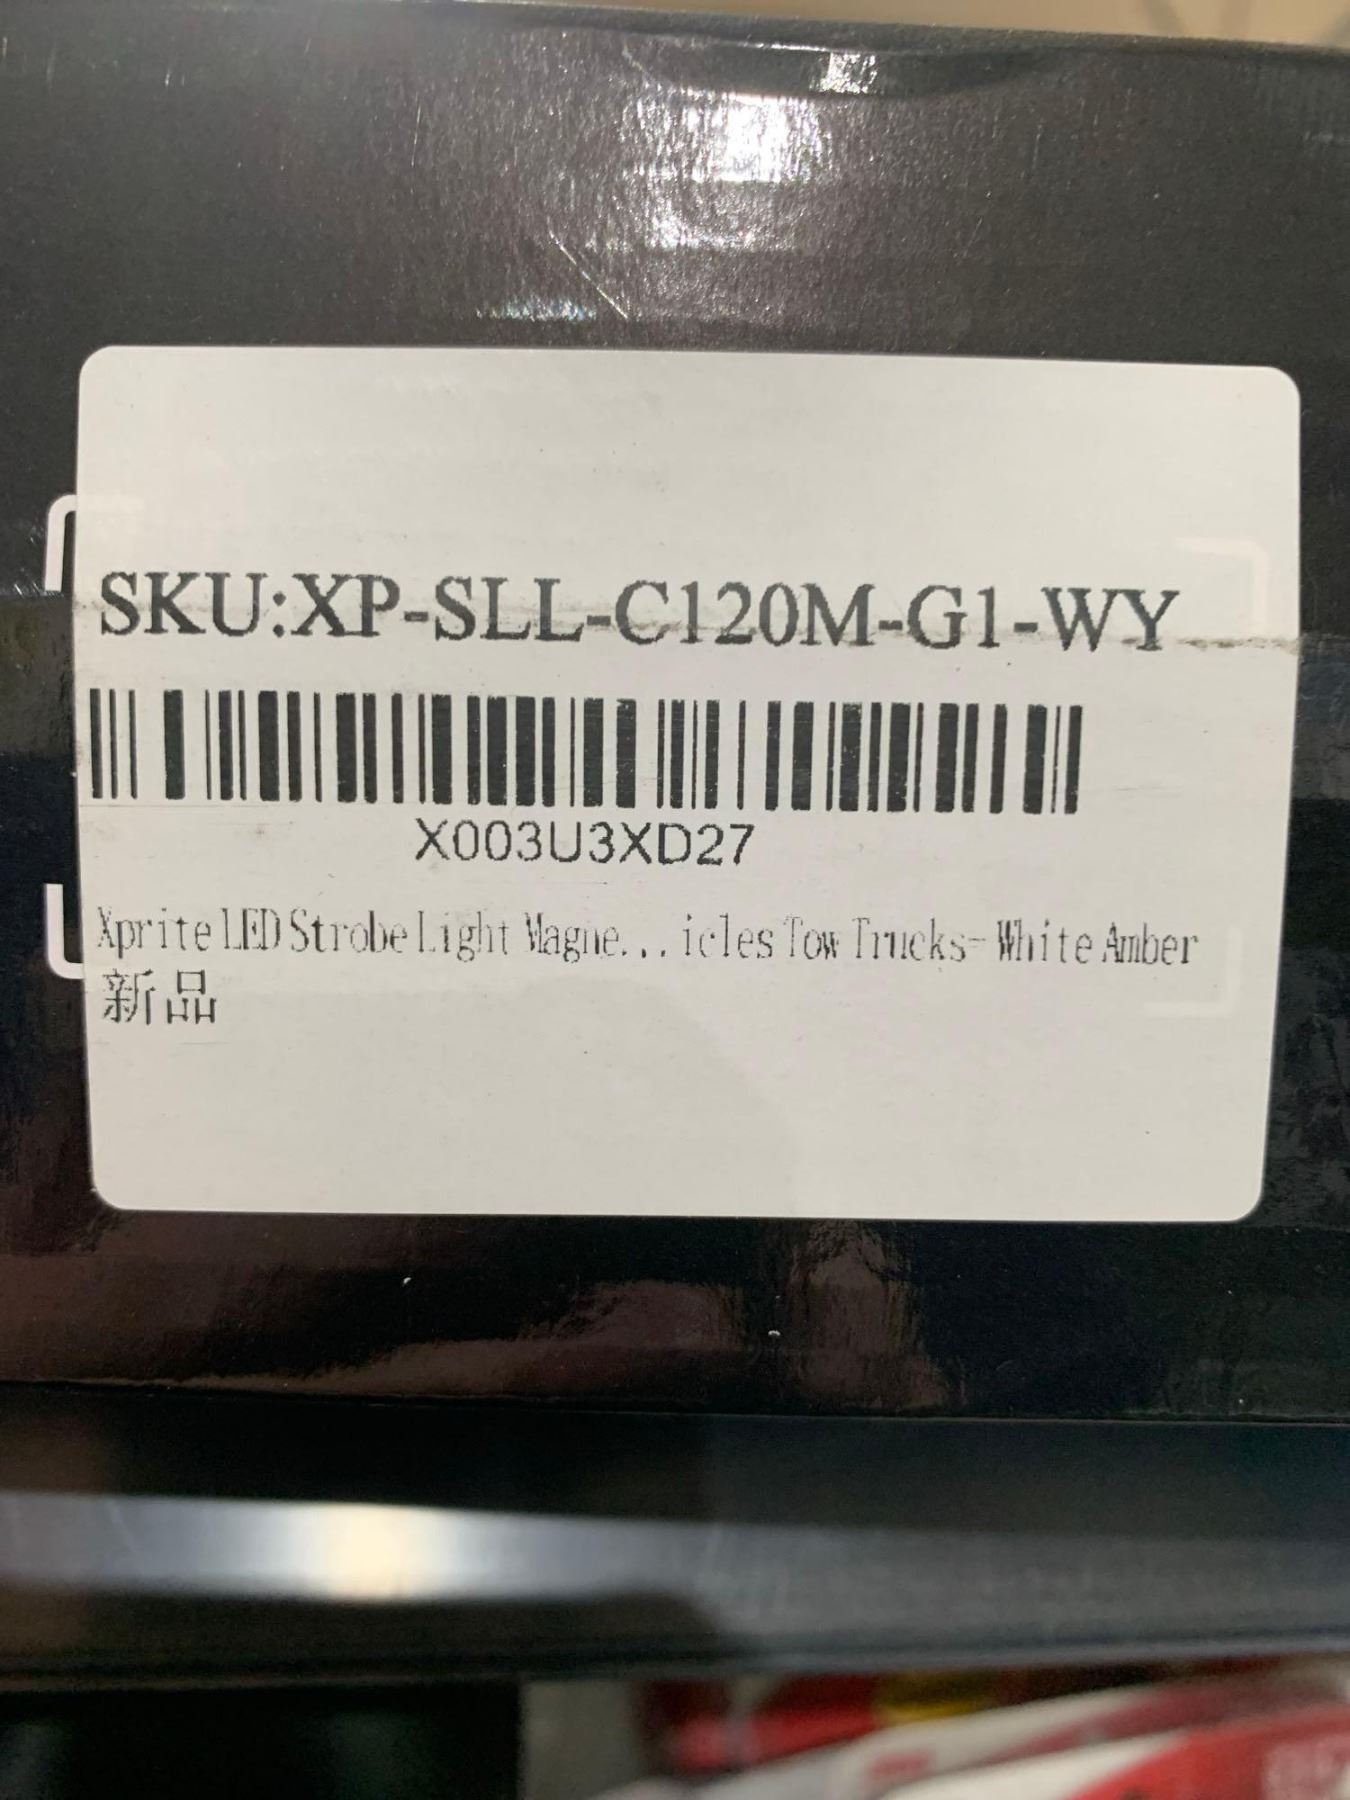 SKU:XP-SLL-C120M-G1-WY
X003U3XD27
Xprite LED Strobe Light Magne... icles Tow Trucks- White Amber
新品